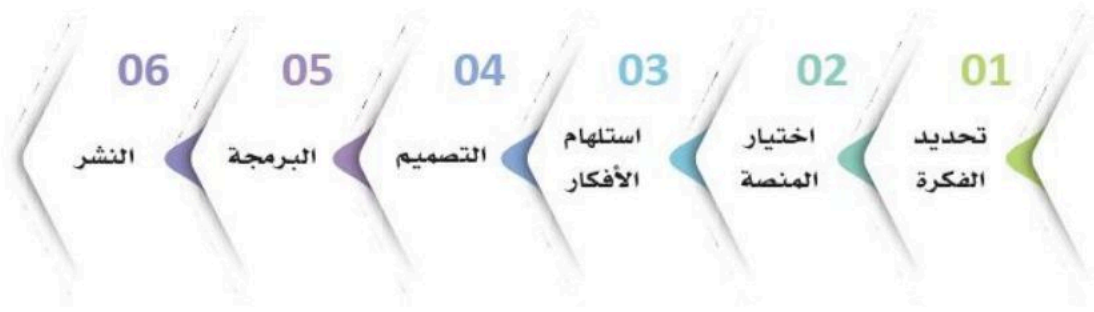 01
تحديد
الفكرة
02
اختيار
المنصة
03
استلهام
الأفكار
04
التصميم
05
البرمجة
06
النشر